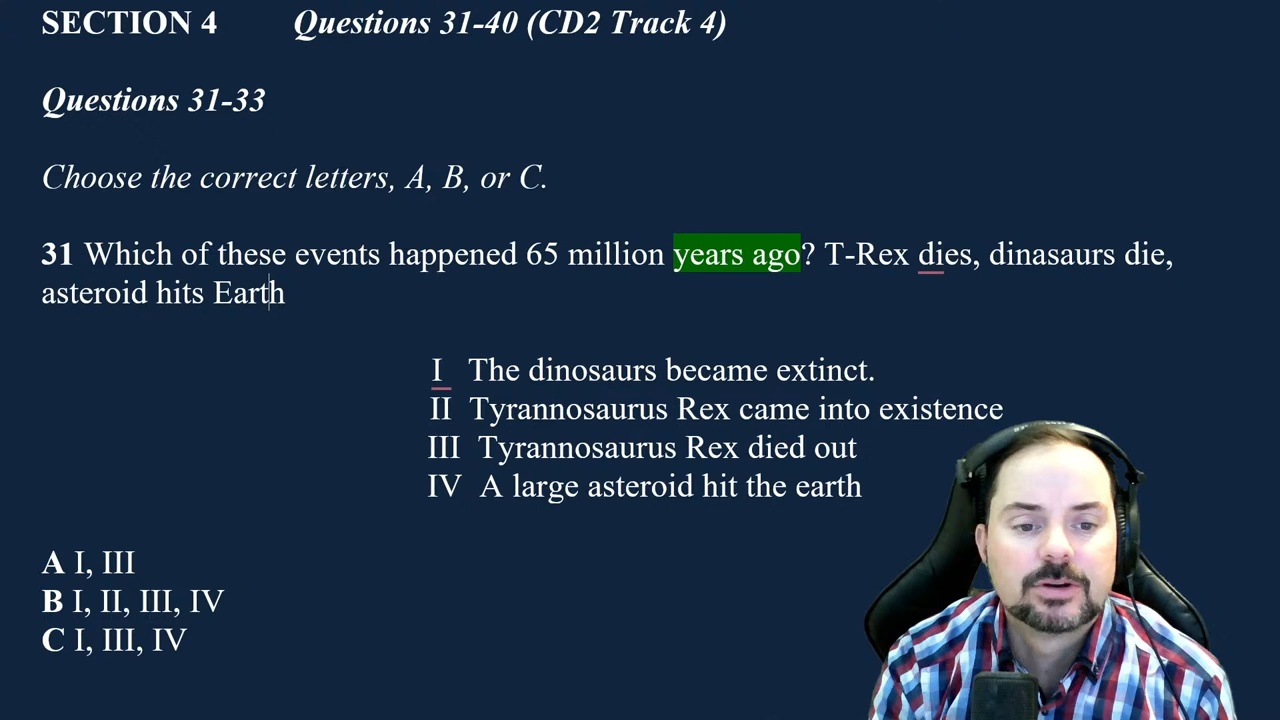 SECTION 4 Questions 31-40 (CD2 Track 4)
Questions 31-33
Choose the correct letters, A, B, or C.
31 Which of these events happened 65 million years ago? T-Rex dies, dinasaurs die,
asteroid hits Earth
I The dinosaurs became extinct.
II Tyrannosaurus Rex came into existence
III Tyrannosaurus Rex died out
IV A large asteroid hit the earth
A I, III
B I, II, III, IV
C I, III, IV